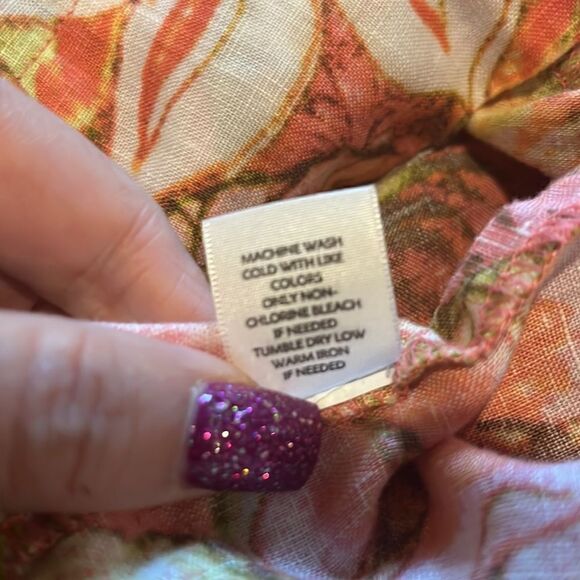 MACHINE WASH
COLD WITH LIKE
COLORS
ONLY NON-
CHLORINE BLEACH
IF NEEDED
TUMBLE DRY LOW
WARM IRON
IF NEEDED